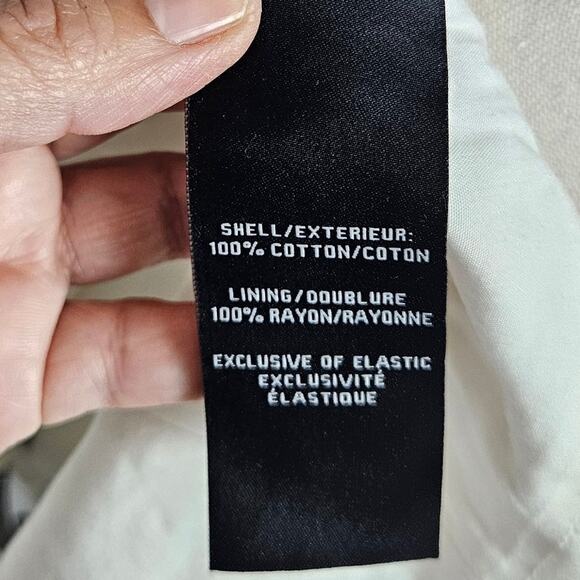 SHELL/EXTERIEUR:
100% COTTON/COTON
LINING/DOUBLURE
100% RAYON/RAYONNE
EXCLUSIVE OF ELASTIC
EXCLUSIVITÉ
ÉLASTIQUE